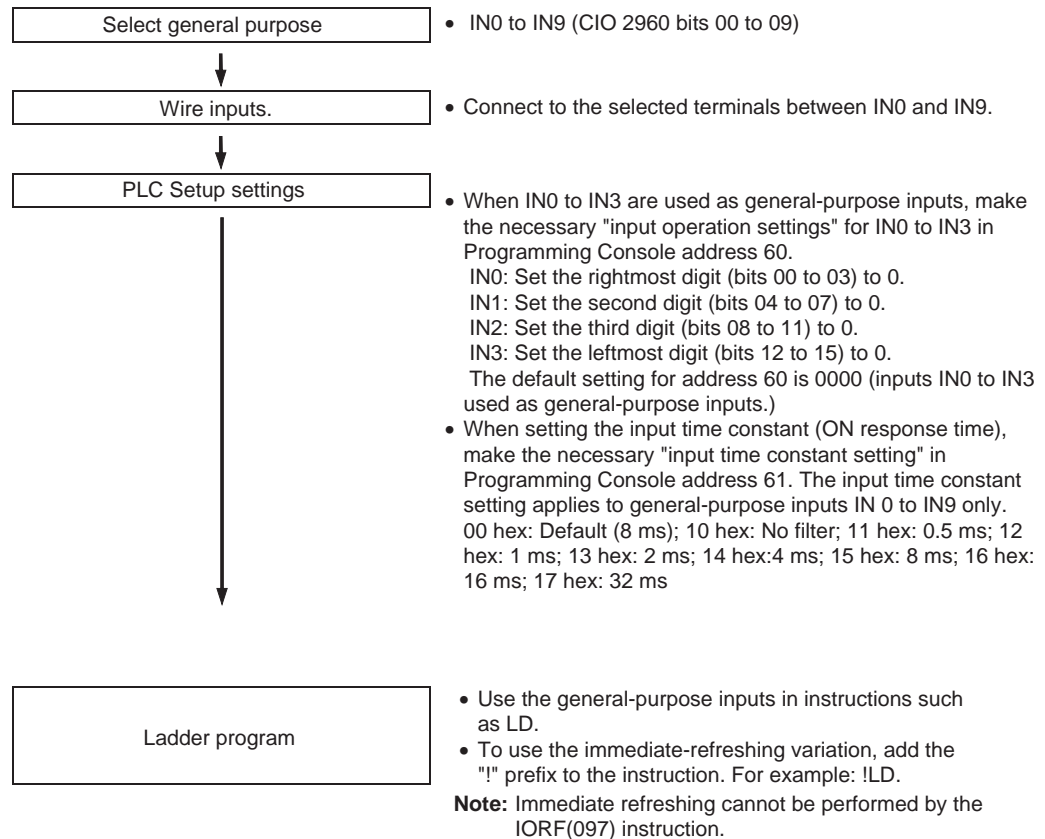 Select general purpose
• IN0 to IN9 (CIO 2960 bits 00 to 09)
Wire inputs.
• Connect to the selected terminals between IN0 and IN9.
PLC Setup settings
• When IN0 to IN3 are used as general-purpose inputs, make
the necessary "input operation settings" for IN0 to IN3 in
Programming Console address 60.
IN0: Set the rightmost digit (bits 00 to 03) to 0.
IN1: Set the second digit (bits 04 to 07) to 0.
IN2: Set the third digit (bits 08 to 11) to 0.
IN3: Set the leftmost digit (bits 12 to 15) to 0.
The default setting for address 60 is 0000 (inputs IN0 to IN3
used as general-purpose inputs.)
• When setting the input time constant (ON response time),
make the necessary "input time constant setting" in
Programming Console address 61. The input time constant
setting applies to general-purpose inputs IN 0 to IN9 only.
00 hex: Default (8 ms); 10 hex: No filter; 11 hex: 0.5 ms; 12
hex: 1 ms; 13 hex: 2 ms; 14 hex:4 ms; 15 hex: 8 ms; 16 hex:
16 ms; 17 hex: 32 ms
Ladder program
• Use the general-purpose inputs in instructions such
as LD.
• To use the immediate-refreshing variation, add the
"!" prefix to the instruction. For example: !LD.
Note: Immediate refreshing cannot be performed by the
IORF(097) instruction.